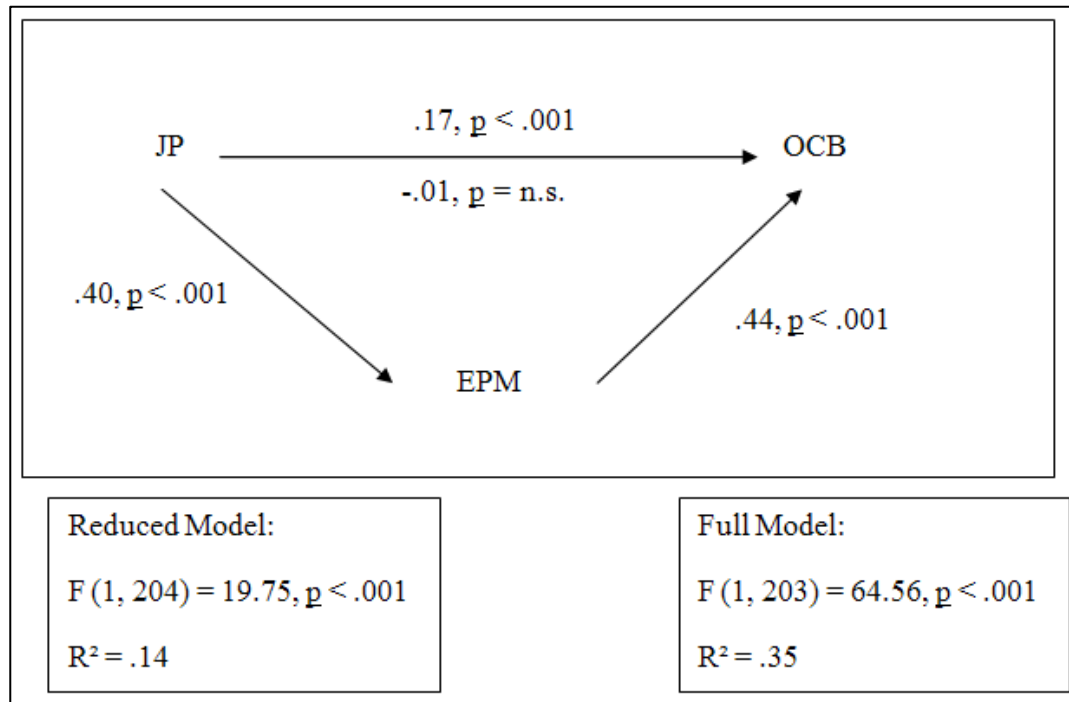 .17, p < .001
JP
OCB
-.01, p = n.s.
.40, p < .001
.44, p < .001
EPM
Reduced Model:
F (1, 204) = 19.75, p < .001
R² = .14
Full Model:
F (1, 203) = 64.56, p < .001
R² = .35